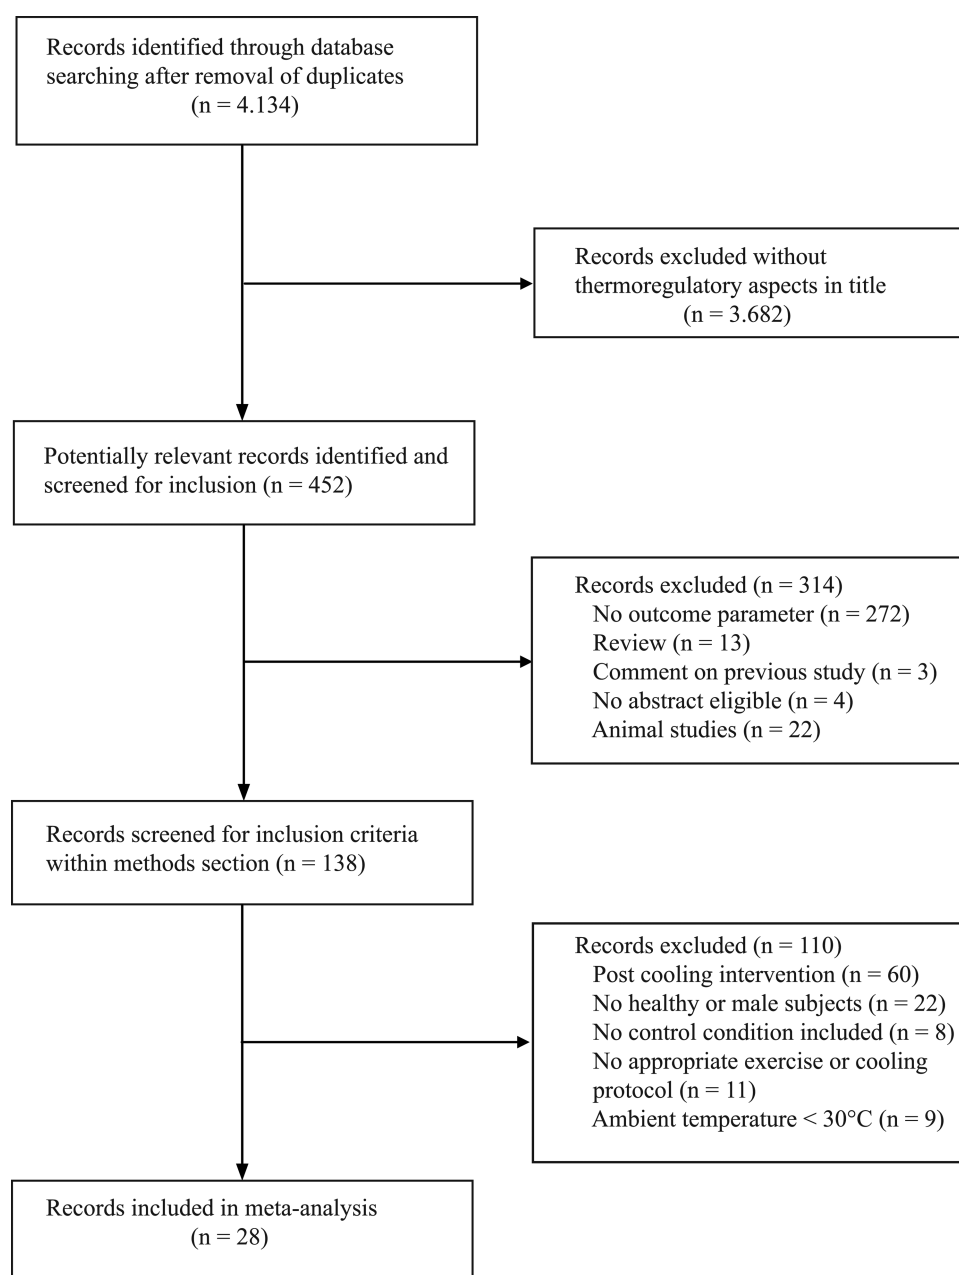 Records identified through database
searching after removal of duplicates
(n = 4.134)
Records excluded without
thermoregulatory aspects in title
(n = 3.682)
Potentially relevant records identified and
screened for inclusion (n = 452)
Records excluded (n = 314)
No outcome parameter (n = 272)
Review (n = 13)
Comment on previous study (n = 3)
No abstract eligible (n = 4)
Animal studies (n = 22)
Records screened for inclusion criteria
within methods section (n = 138)
Records excluded (n = 110)
Post cooling intervention (n = 60)
No healthy or male subjects (n = 22)
No control condition included (n = 8)
No appropriate exercise or cooling
protocol (n = 11)
Ambient temperature < 30°C (n = 9)
Records included in meta-analysis
(n = 28)